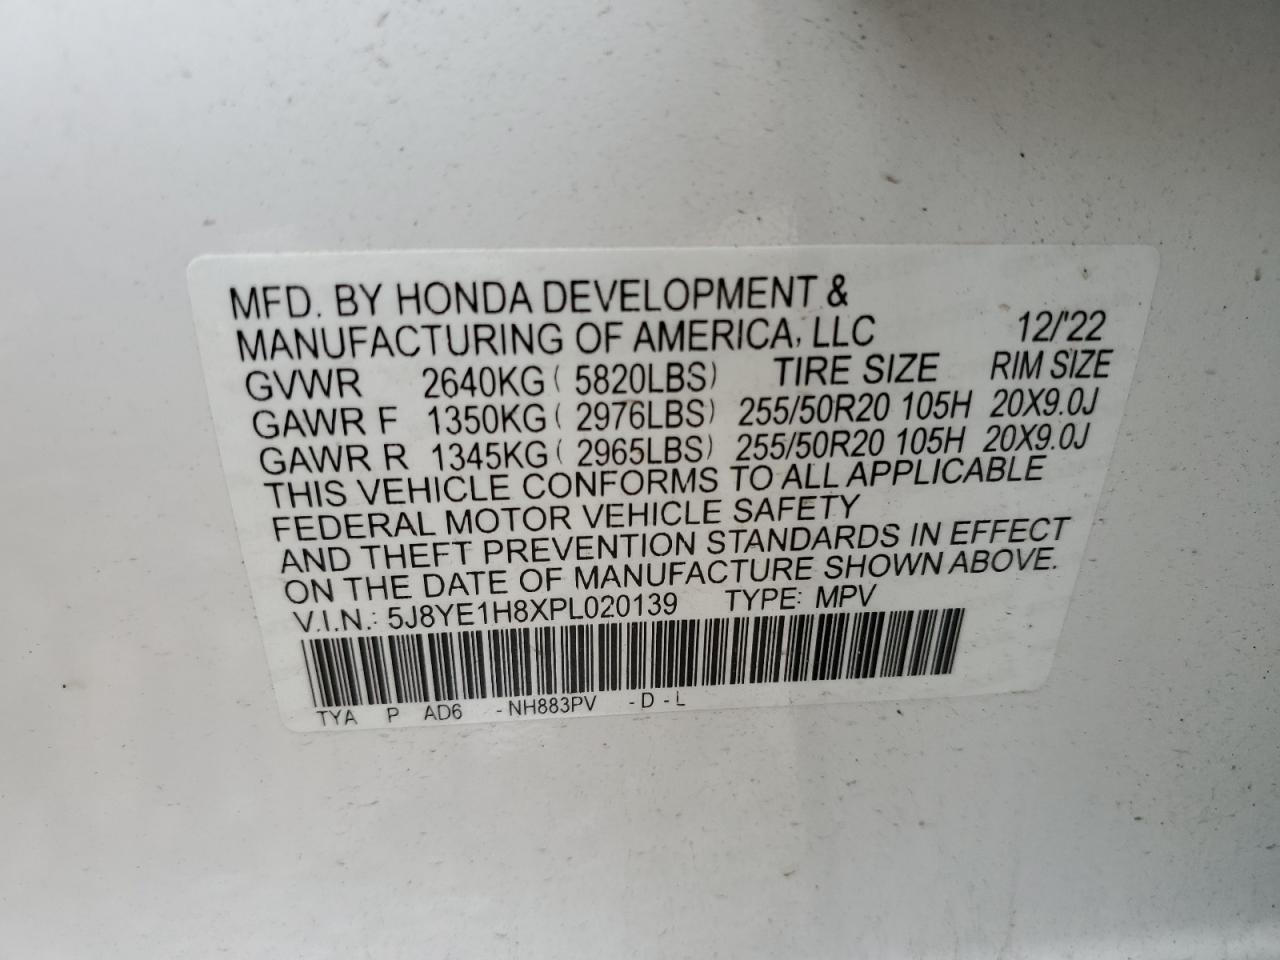 MFD. BY HONDA DEVELOPMENT &
MANUFACTURING OF AMERICA, LLC 12/'22
GVWR 2640KG ( 5820LBS) TIRE SIZE RIM SIZE
GAWR F 1350KG ( 2976LBS) 255/50R20 105H 20X9.0J
GAWR R 1345KG ( 2965LBS) 255/50R20 105H 20X9.0J
THIS VEHICLE CONFORMS TO ALL APPLICABLE
FEDERAL MOTOR VEHICLE SAFETY
AND THEFT PREVENTION STANDARDS IN EFFECT
ON THE DATE OF MANUFACTURE SHOWN ABOVE.
V.I.N.: 5J8YE1H8XPL020139 TYPE: MPV
TYA P AD6 -NH883PV -D-L